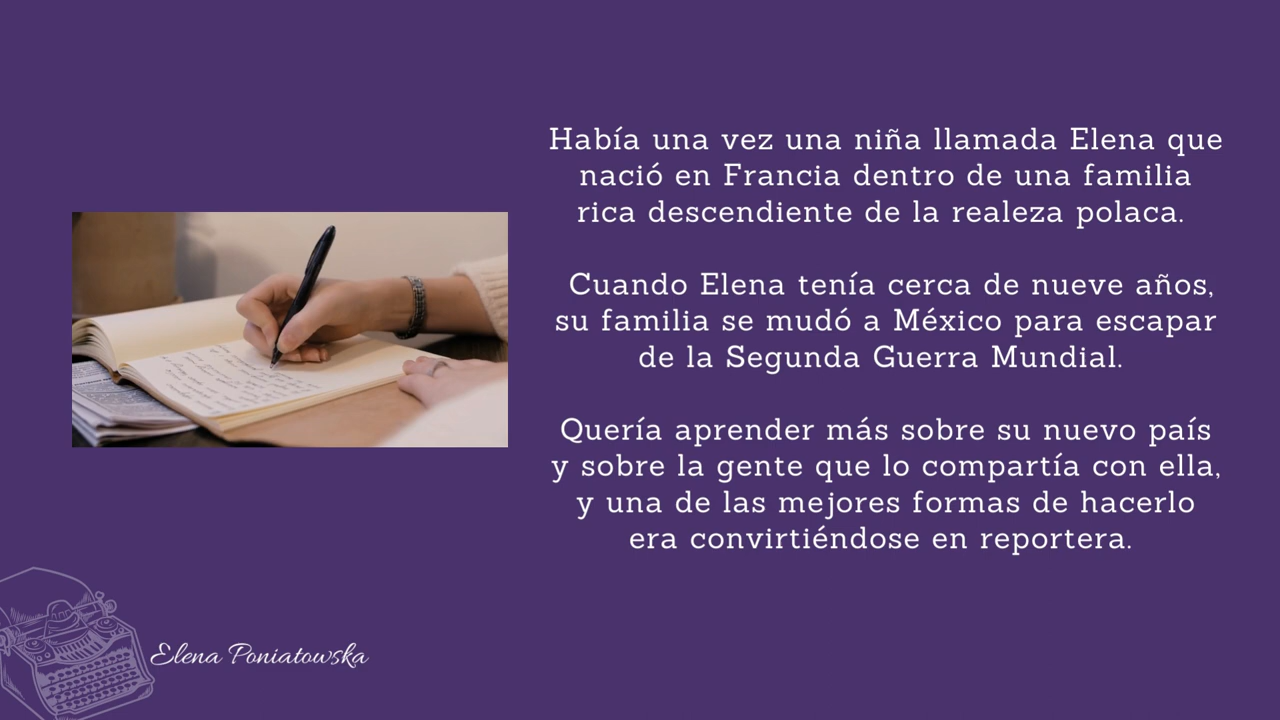 Había una vez una niña llamada Elena que
nació en Francia dentro de una familia
rica descendiente de la realeza polaca.
Cuando Elena tenía cerca de nueve años,
su familia se mudó a México para escapar
de la Segunda Guerra Mundial.
Quería aprender más sobre su nuevo país
y sobre la gente que lo compartía con ella,
y una de las mejores formas de hacerlo
era convirtiéndose en reportera.
Elena Poniatowska